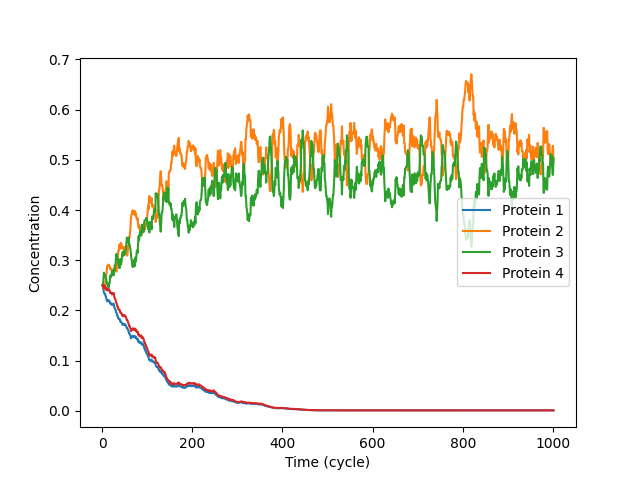 0.7
0.6
0.5
0.4
0.3
0.2
0.1
0.0
Concentration
Protein 1
Protein 2
Protein 3
Protein 4
0 200 400 600 800 1000
Time (cycle)